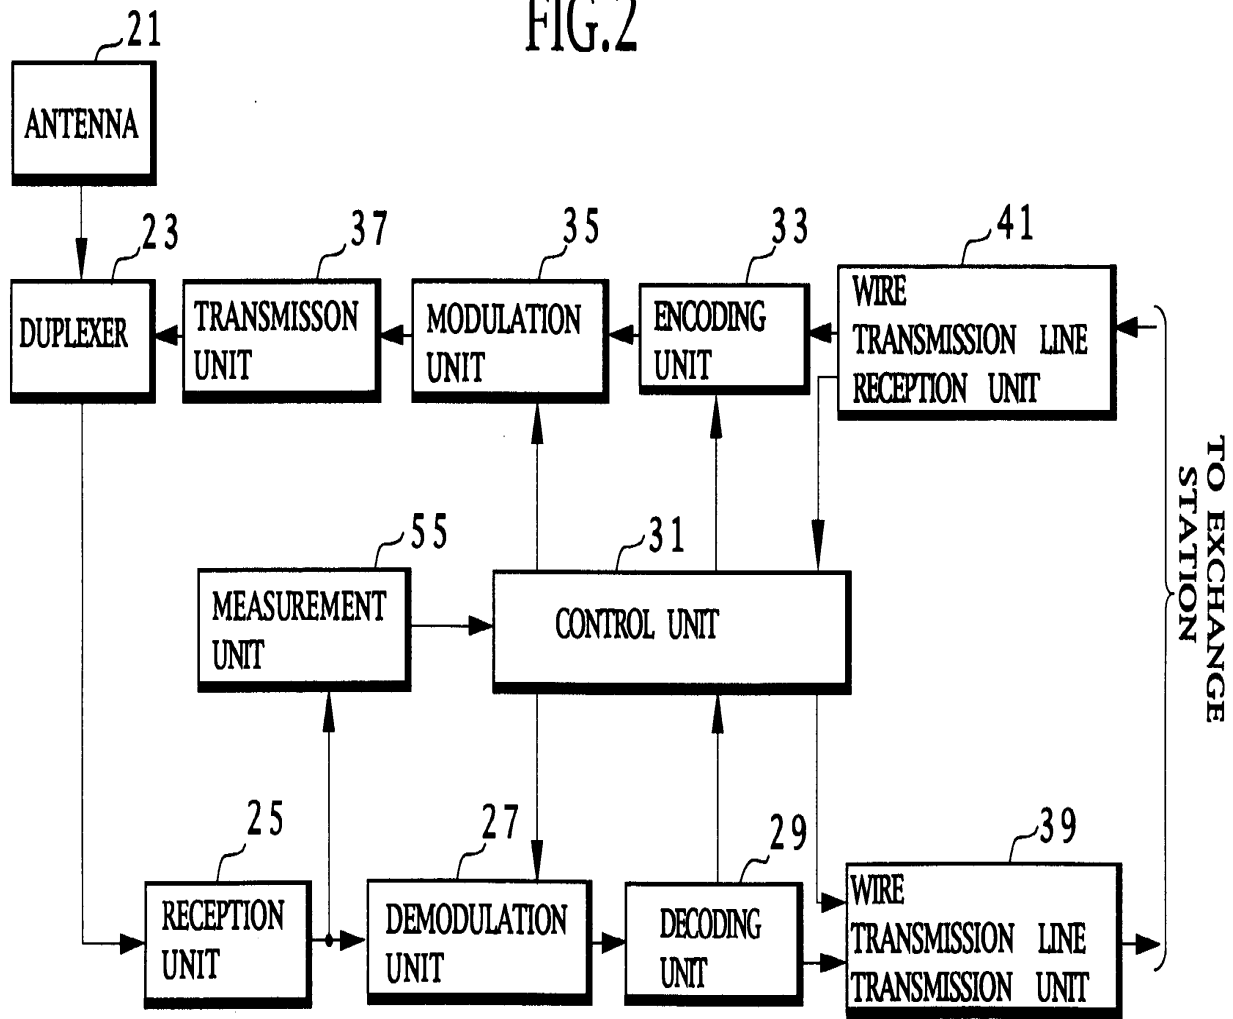 FIG.2
21
ANTENNA
23
DUPLEXER
37
TRANSMISSON
UNIT
35
MODULATION
UNIT
33
ENCODING
UNIT
41
WIRE
TRANSMISSION LINE
RECEPTION UNIT
55
MEASUREMENT
UNIT
31
CONTROL UNIT
TO EXCHANGE
STATION
25
RECEPTION
UNIT
27
DEMODULATION
UNIT
29
DECODING
UNIT
39
WIRE
TRANSMISSION LINE
TRANSMISSION UNIT